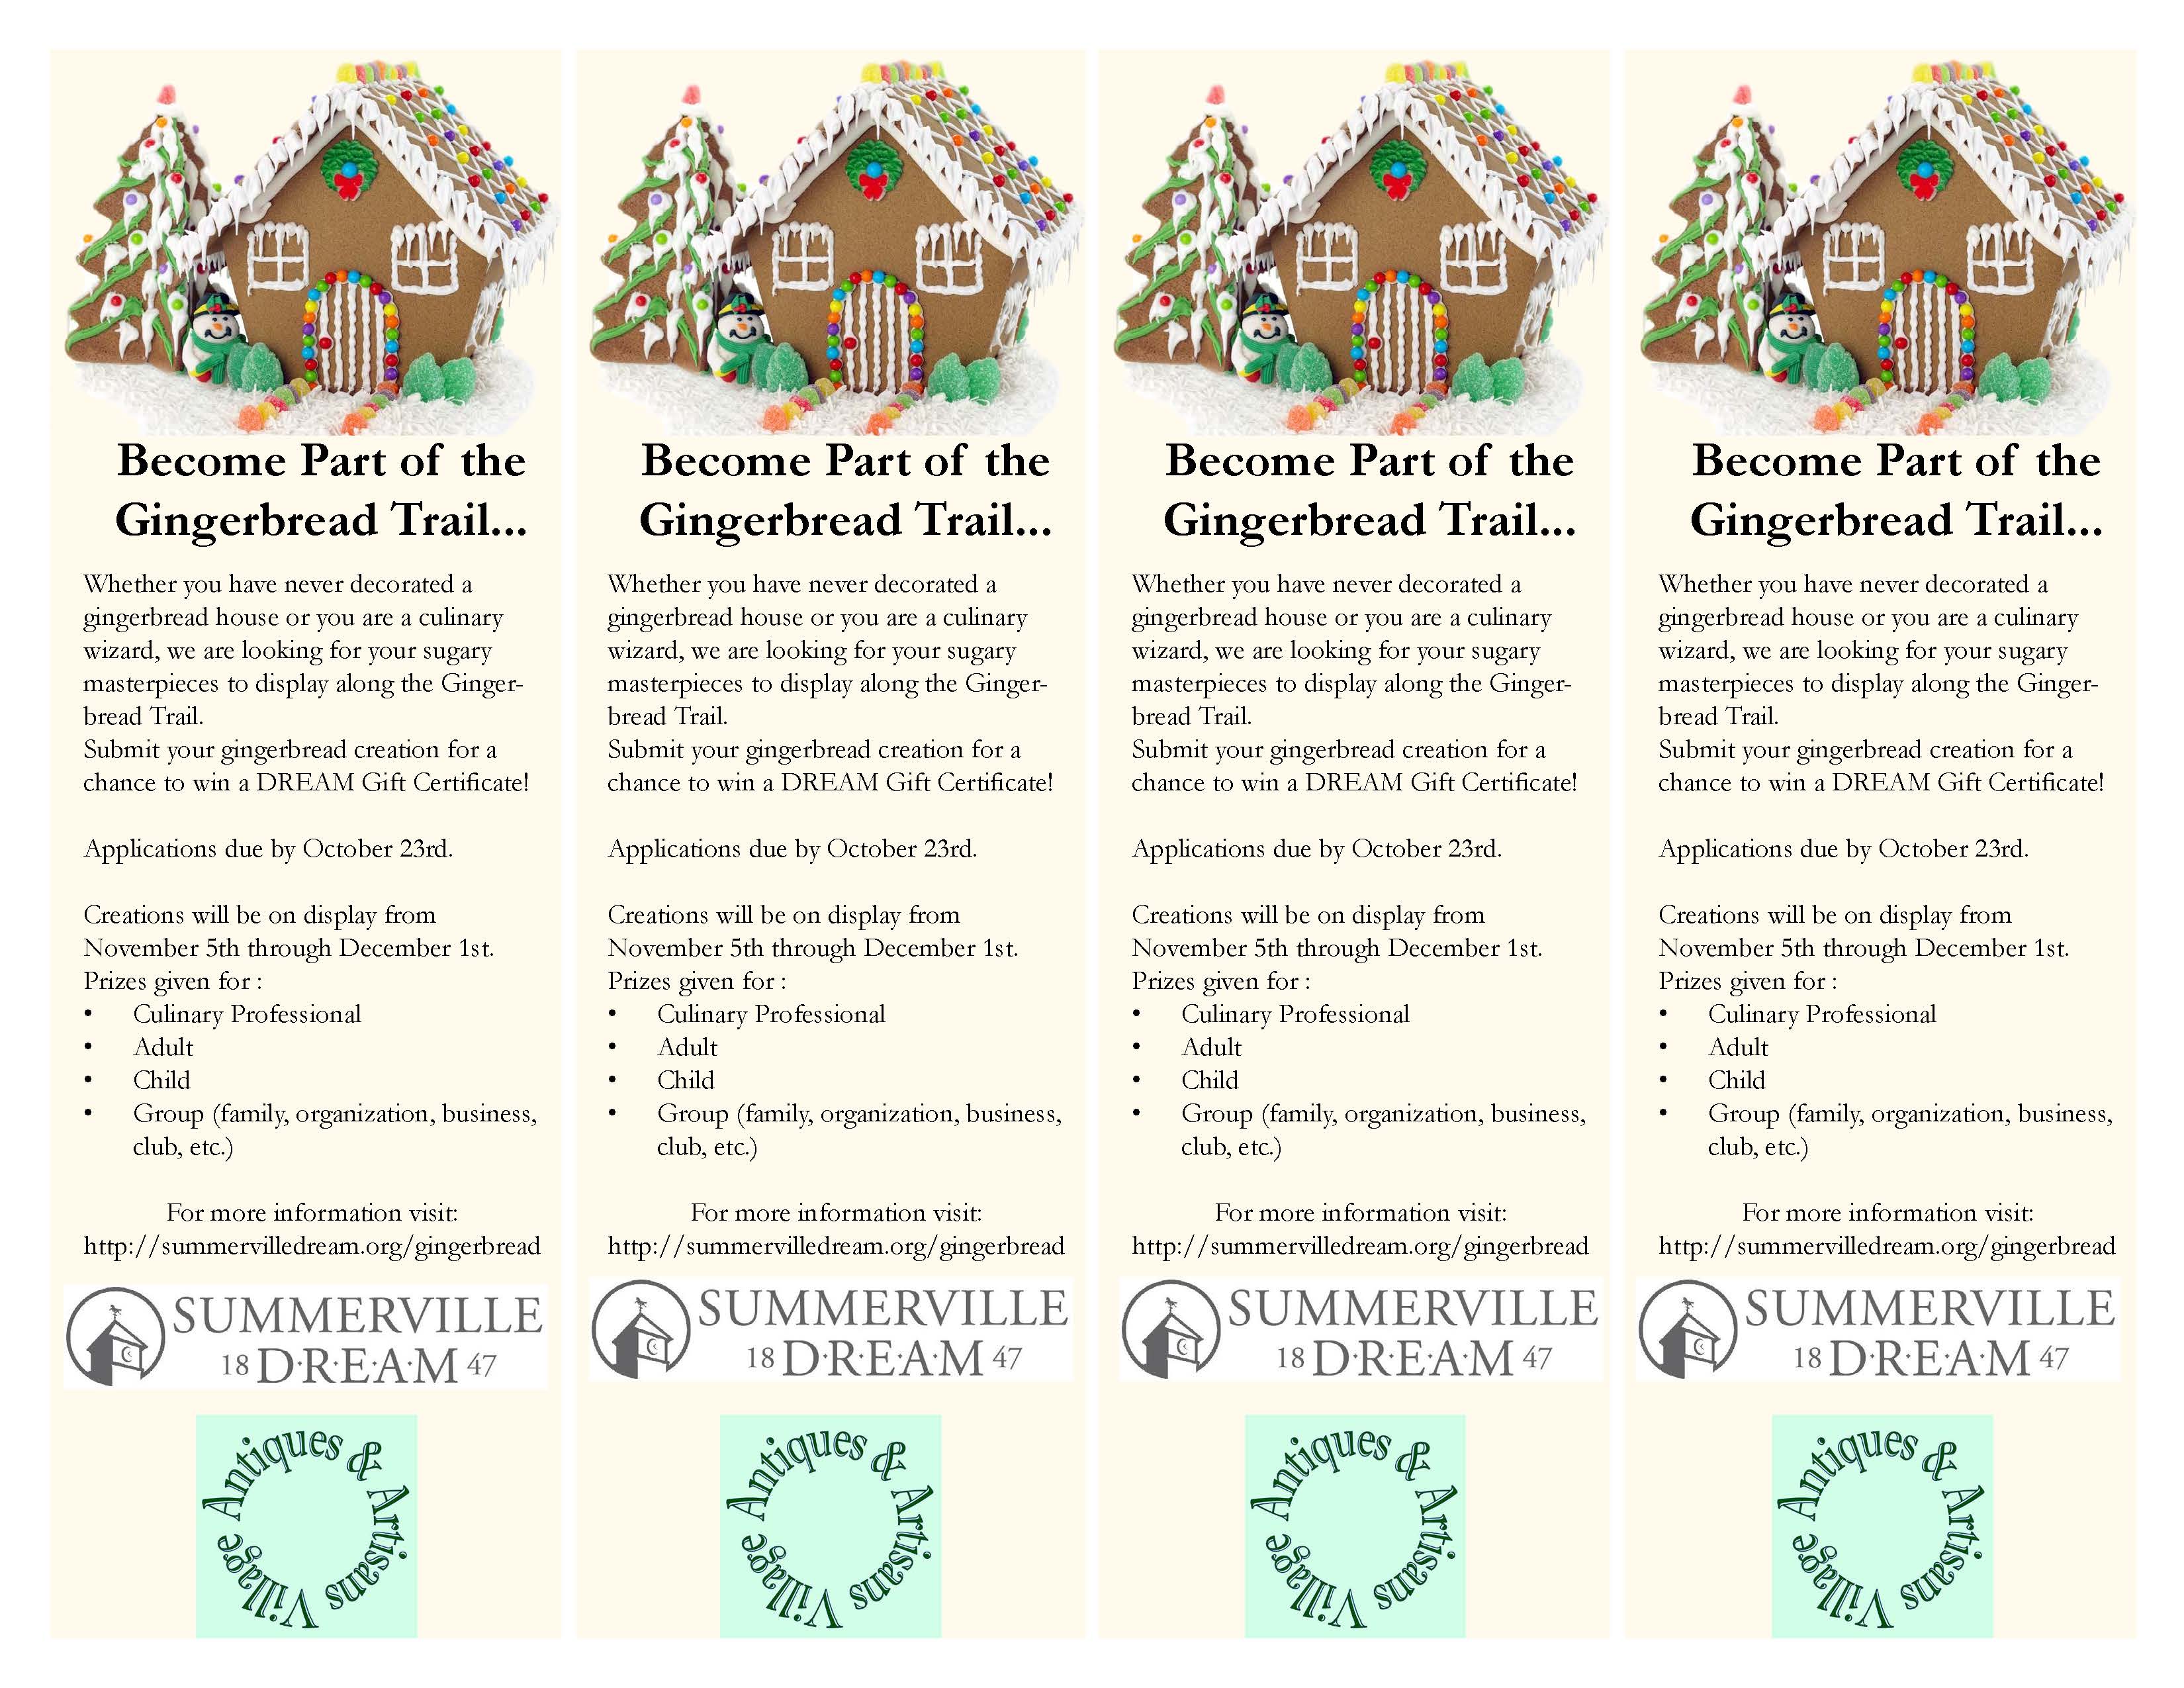 Become Part of the
Gingerbread Trail...
Whether you have never decorated a
gingerbread house or you are a culinary
wizard, we are looking for your sugary
masterpieces to display along the Ginger-
bread Trail.
Submit your gingerbread creation for a
chance to win a DREAM Gift Certificate!
Applications due by October 23rd.
Creations will be on display from
November 5th through December 1st.
Prizes given for :
• Culinary Professional
• Adult
• Child
• Group (family, organization, business,
club, etc.)
For more information visit:
http://summervilledream.org/gingerbread
SUMMERVILLE
18 D·R·E·A·M 47
Antiques & Artisans Village
Become Part of the
Gingerbread Trail...
Whether you have never decorated a
gingerbread house or you are a culinary
wizard, we are looking for your sugary
masterpieces to display along the Ginger-
bread Trail.
Submit your gingerbread creation for a
chance to win a DREAM Gift Certificate!
Applications due by October 23rd.
Creations will be on display from
November 5th through December 1st.
Prizes given for :
• Culinary Professional
• Adult
• Child
• Group (family, organization, business,
club, etc.)
For more information visit:
http://summervilledream.org/gingerbread
SUMMERVILLE
18 D·R·E·A·M 47
Antiques & Artisans Village
Become Part of the
Gingerbread Trail...
Whether you have never decorated a
gingerbread house or you are a culinary
wizard, we are looking for your sugary
masterpieces to display along the Ginger-
bread Trail.
Submit your gingerbread creation for a
chance to win a DREAM Gift Certificate!
Applications due by October 23rd.
Creations will be on display from
November 5th through December 1st.
Prizes given for :
• Culinary Professional
• Adult
• Child
• Group (family, organization, business,
club, etc.)
For more information visit:
http://summervilledream.org/gingerbread
SUMMERVILLE
18 D·R·E·A·M 47
Antiques & Artisans Village
Become Part of the
Gingerbread Trail...
Whether you have never decorated a
gingerbread house or you are a culinary
wizard, we are looking for your sugary
masterpieces to display along the Ginger-
bread Trail.
Submit your gingerbread creation for a
chance to win a DREAM Gift Certificate!
Applications due by October 23rd.
Creations will be on display from
November 5th through December 1st.
Prizes given for :
• Culinary Professional
• Adult
• Child
• Group (family, organization, business,
club, etc.)
For more information visit:
http://summervilledream.org/gingerbread
SUMMERVILLE
18 D·R·E·A·M 47
Antiques & Artisans Village